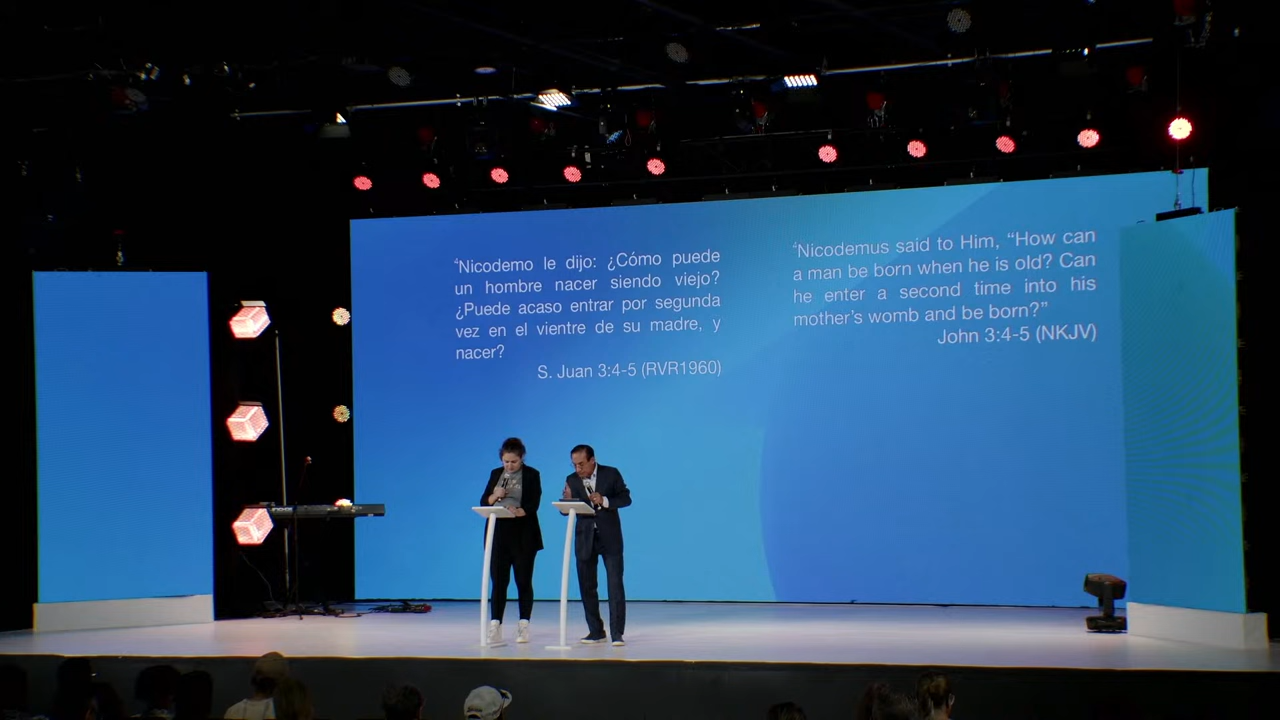 ⁴Nicodemo le dijo: ¿Cómo puede
un hombre nacer siendo viejo?
¿Puede acaso entrar por segunda
vez en el vientre de su madre, y
nacer?
S. Juan 3:4-5 (RVR1960)
⁴Nicodemus said to Him, “How can
a man be born when he is old? Can
he enter a second time into his
mother’s womb and be born?”
John 3:4-5 (NKJV)